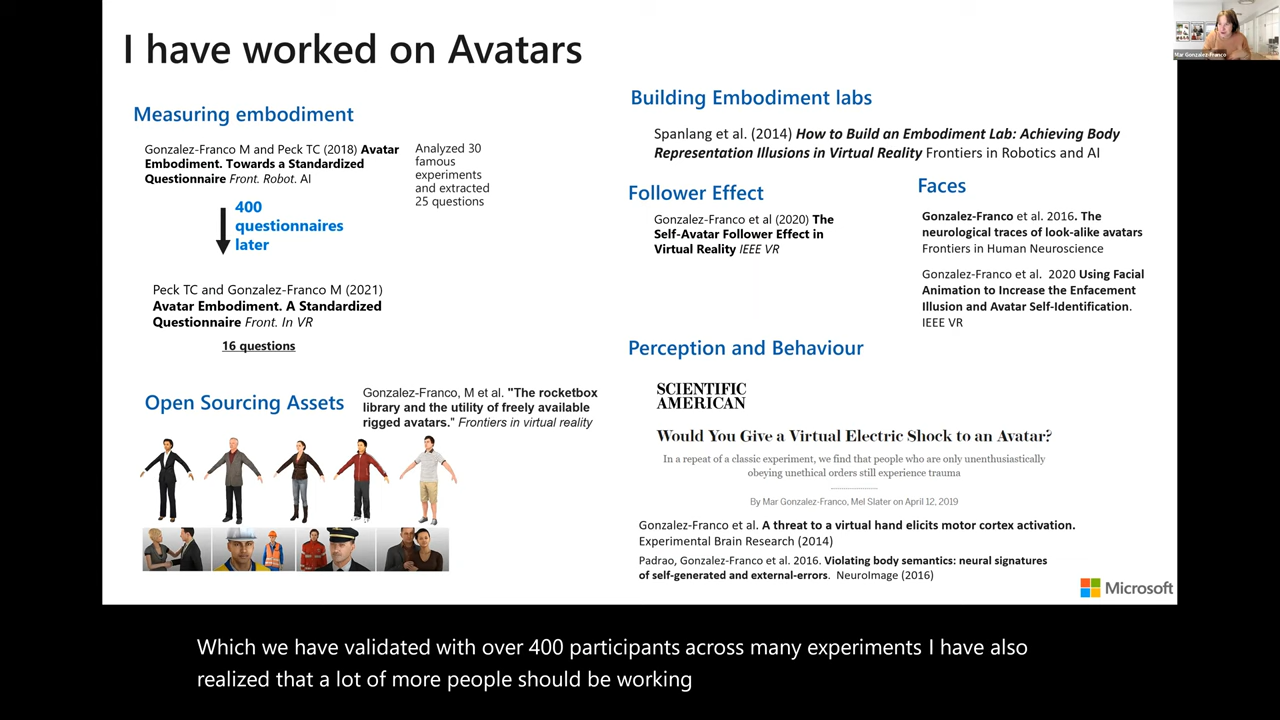 I have worked on Avatars
Mar Gonzalez-Franco
Measuring embodiment
Gonzalez-Franco M and Peck TC (2018) Avatar
Embodiment. Towards a Standardized
Questionnaire Front. Robot. AI
Analyzed 30
famous
experiments
and extracted
25 questions
400
questionnaires
later
Peck TC and Gonzalez-Franco M (2021)
Avatar Embodiment. A Standardized
Questionnaire Front. In VR
16 questions
Open Sourcing Assets
Gonzalez-Franco, M et al. "The rocketbox
library and the utility of freely available
rigged avatars." Frontiers in virtual reality
Building Embodiment labs
Spanlang et al. (2014) How to Build an Embodiment Lab: Achieving Body
Representation Illusions in Virtual Reality Frontiers in Robotics and AI
Follower Effect
Gonzalez-Franco et al (2020) The
Self-Avatar Follower Effect in
Virtual Reality IEEE VR
Faces
Gonzalez-Franco et al. 2016. The
neurological traces of look-alike avatars
Frontiers in Human Neuroscience
Gonzalez-Franco et al. 2020 Using Facial
Animation to Increase the Enfacement
Illusion and Avatar Self-Identification.
IEEE VR
Perception and Behaviour
SCIENTIFIC
AMERICAN
Would You Give a Virtual Electric Shock to an Avatar?
In a repeat of a classic experiment, we find that people who are only unenthusiastically
obeying unethical orders still experience trauma
By Mar Gonzalez-Franco, Mel Slater on April 12, 2019
Gonzalez-Franco et al. A threat to a virtual hand elicits motor cortex activation.
Experimental Brain Research (2014)
Padrao, Gonzalez-Franco et al. 2016. Violating body semantics: neural signatures
of self-generated and external-errors. NeuroImage (2016)
Microsoft
Which we have validated with over 400 participants across many experiments I have also
realized that a lot of more people should be working